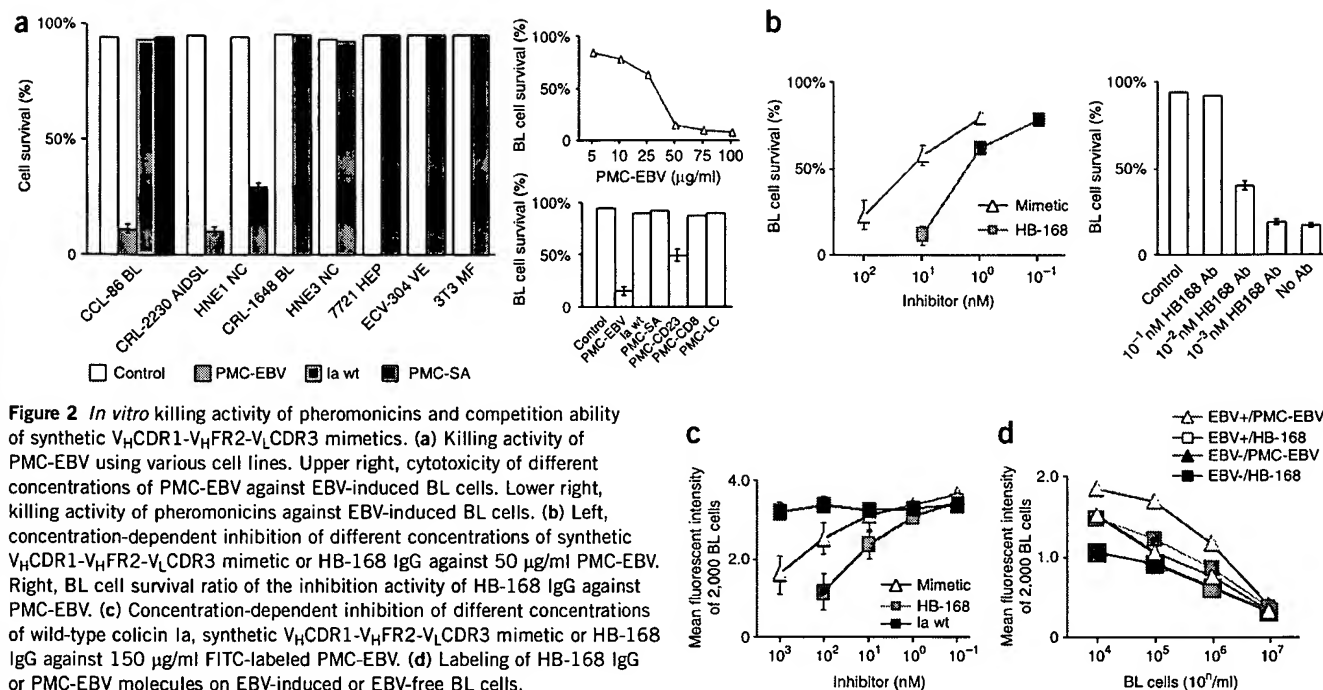 a
Cell survival (%)
100%
50%
0
CCL-86 BL
CRL-2230 AIDSL
HNE1 NC
CRL-1648 BL
HNE3 NC
7721 HEP
ECV-304 VE
3T3 MF
Control
PMC-EBV
Ia wt
PMC-SA
BL cell survival (%)
100%
50%
0
5 10 25 50 75 100
PMC-EBV (µg/ml)
BL cell survival (%)
100%
50%
0
Control
PMC-EBV
Ia wt
PMC-SA
PMC-CD23
PMC-CD8
PMC-LC
b
BL cell survival (%)
100%
50%
0
Mimetic
HB-168
10² 10¹ 10⁰ 10⁻¹
Inhibitor (nM)
BL cell survival (%)
100%
50%
0
Control
10⁻¹ nM HB168 Ab
10⁻² nM HB168 Ab
10⁻³ nM HB168 Ab
No Ab
Figure 2 In vitro killing activity of pheromonicins and competition ability
of synthetic VHCDR1-VHFR2-VLCDR3 mimetics. (a) Killing activity of
PMC-EBV using various cell lines. Upper right, cytotoxicity of different
concentrations of PMC-EBV against EBV-induced BL cells. Lower right,
killing activity of pheromonicins against EBV-induced BL cells. (b) Left,
concentration-dependent inhibition of different concentrations of synthetic
VHCDR1-VHFR2-VLCDR3 mimetic or HB-168 IgG against 50 µg/ml PMC-EBV.
Right, BL cell survival ratio of the inhibition activity of HB-168 IgG against
PMC-EBV. (c) Concentration-dependent inhibition of different concentrations
of wild-type colicin Ia, synthetic VHCDR1-VHFR2-VLCDR3 mimetic or HB-168
IgG against 150 µg/ml FITC-labeled PMC-EBV. (d) Labeling of HB-168 IgG
or PMC-EBV molecules on EBV-induced or EBV-free BL cells.
c
Mean fluorescent intensity
of 2,000 BL cells
4.0
2.0
0
Mimetic
HB-168
Ia wt
10³ 10² 10¹ 10⁰ 10⁻¹
Inhibitor (nM)
d
EBV+/PMC-EBV
EBV+/HB-168
EBV-/PMC-EBV
EBV-/HB-168
Mean fluorescent intensity
of 2,000 BL cells
2.0
1.0
0
10⁴ 10⁵ 10⁶ 10⁷
BL cells (10ⁿ/ml)